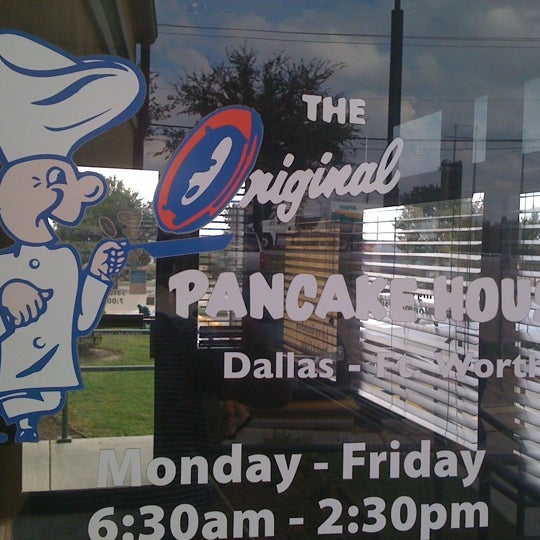 THE
Original
PANCAKE HOUS
Dallas - Ft. Worth
Monday - Friday
6:30am - 2:30pm